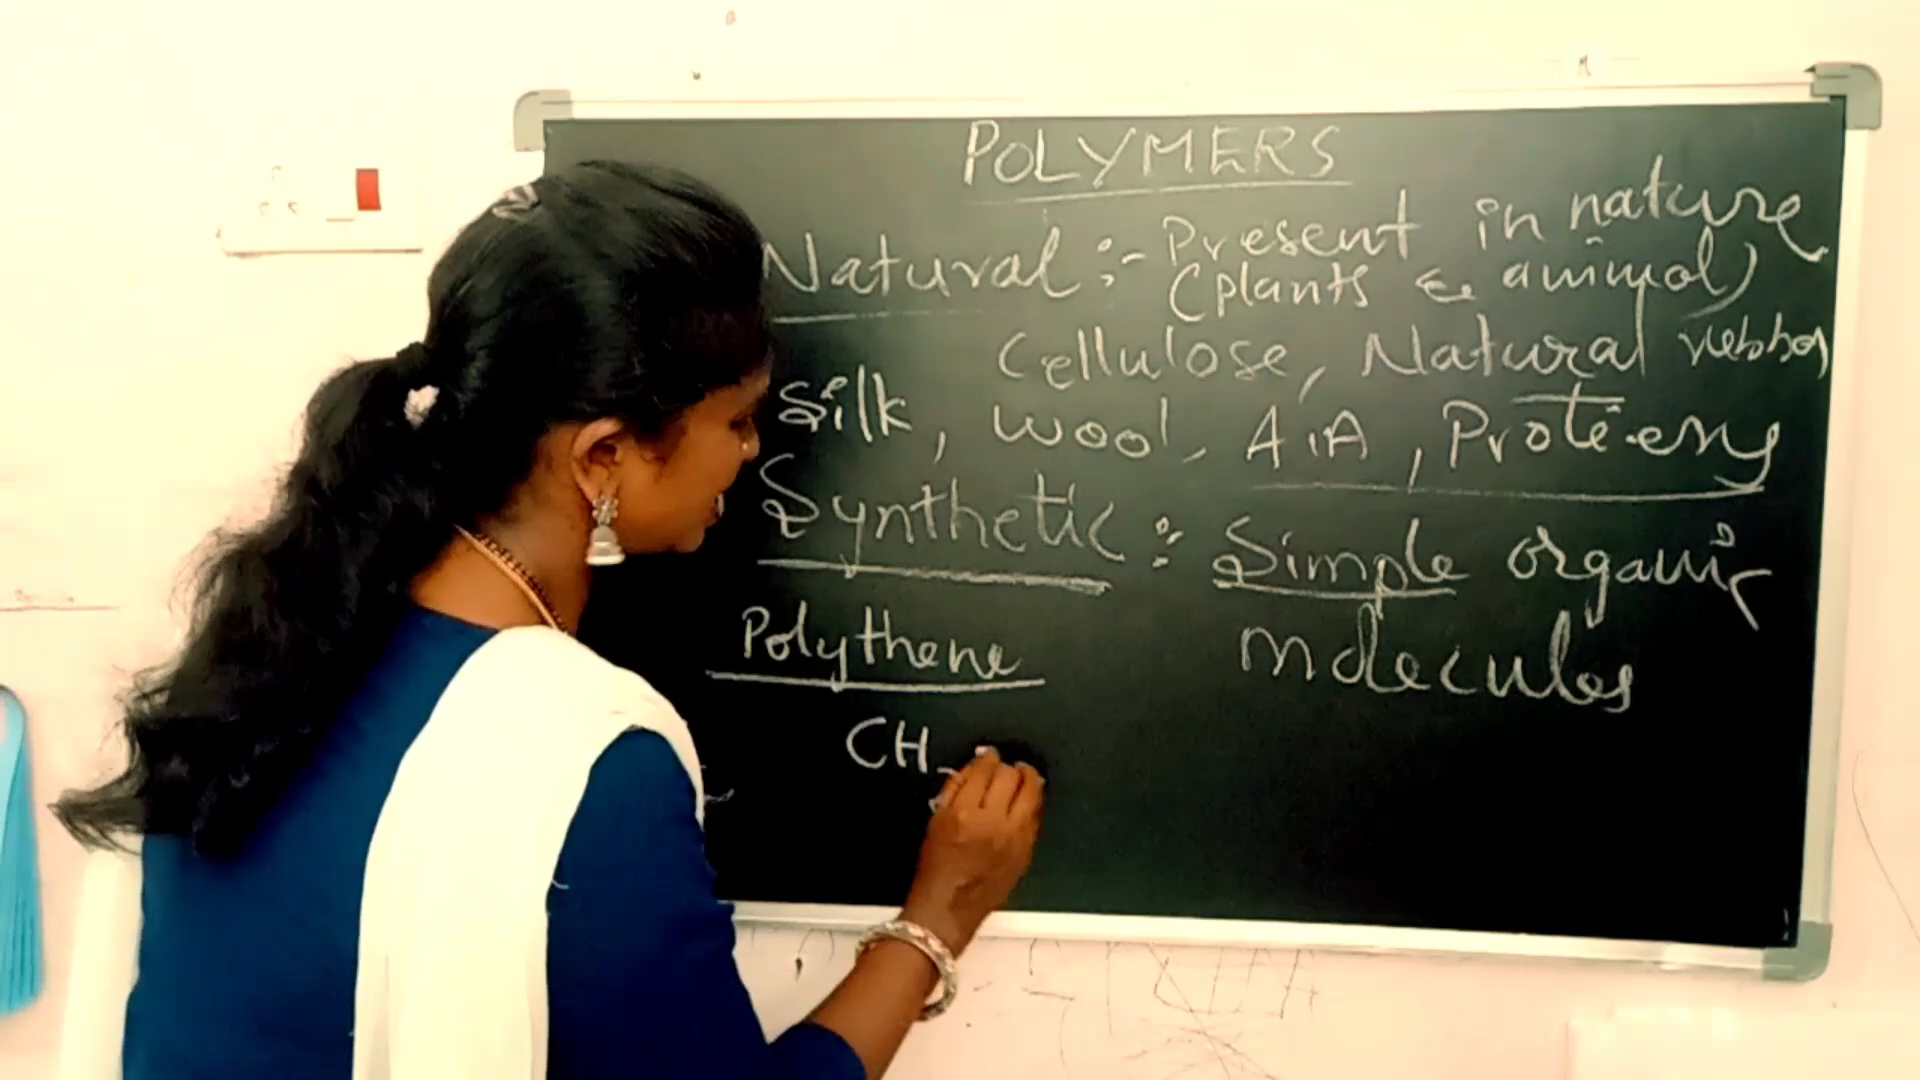 POLYMERS
Natural :- Present in nature
(plants & animal)
Cellulose, Natural rubber,
Silk, wool, A.A, Proteins
Synthetic : Simple organic
molecules
Polythene
CH